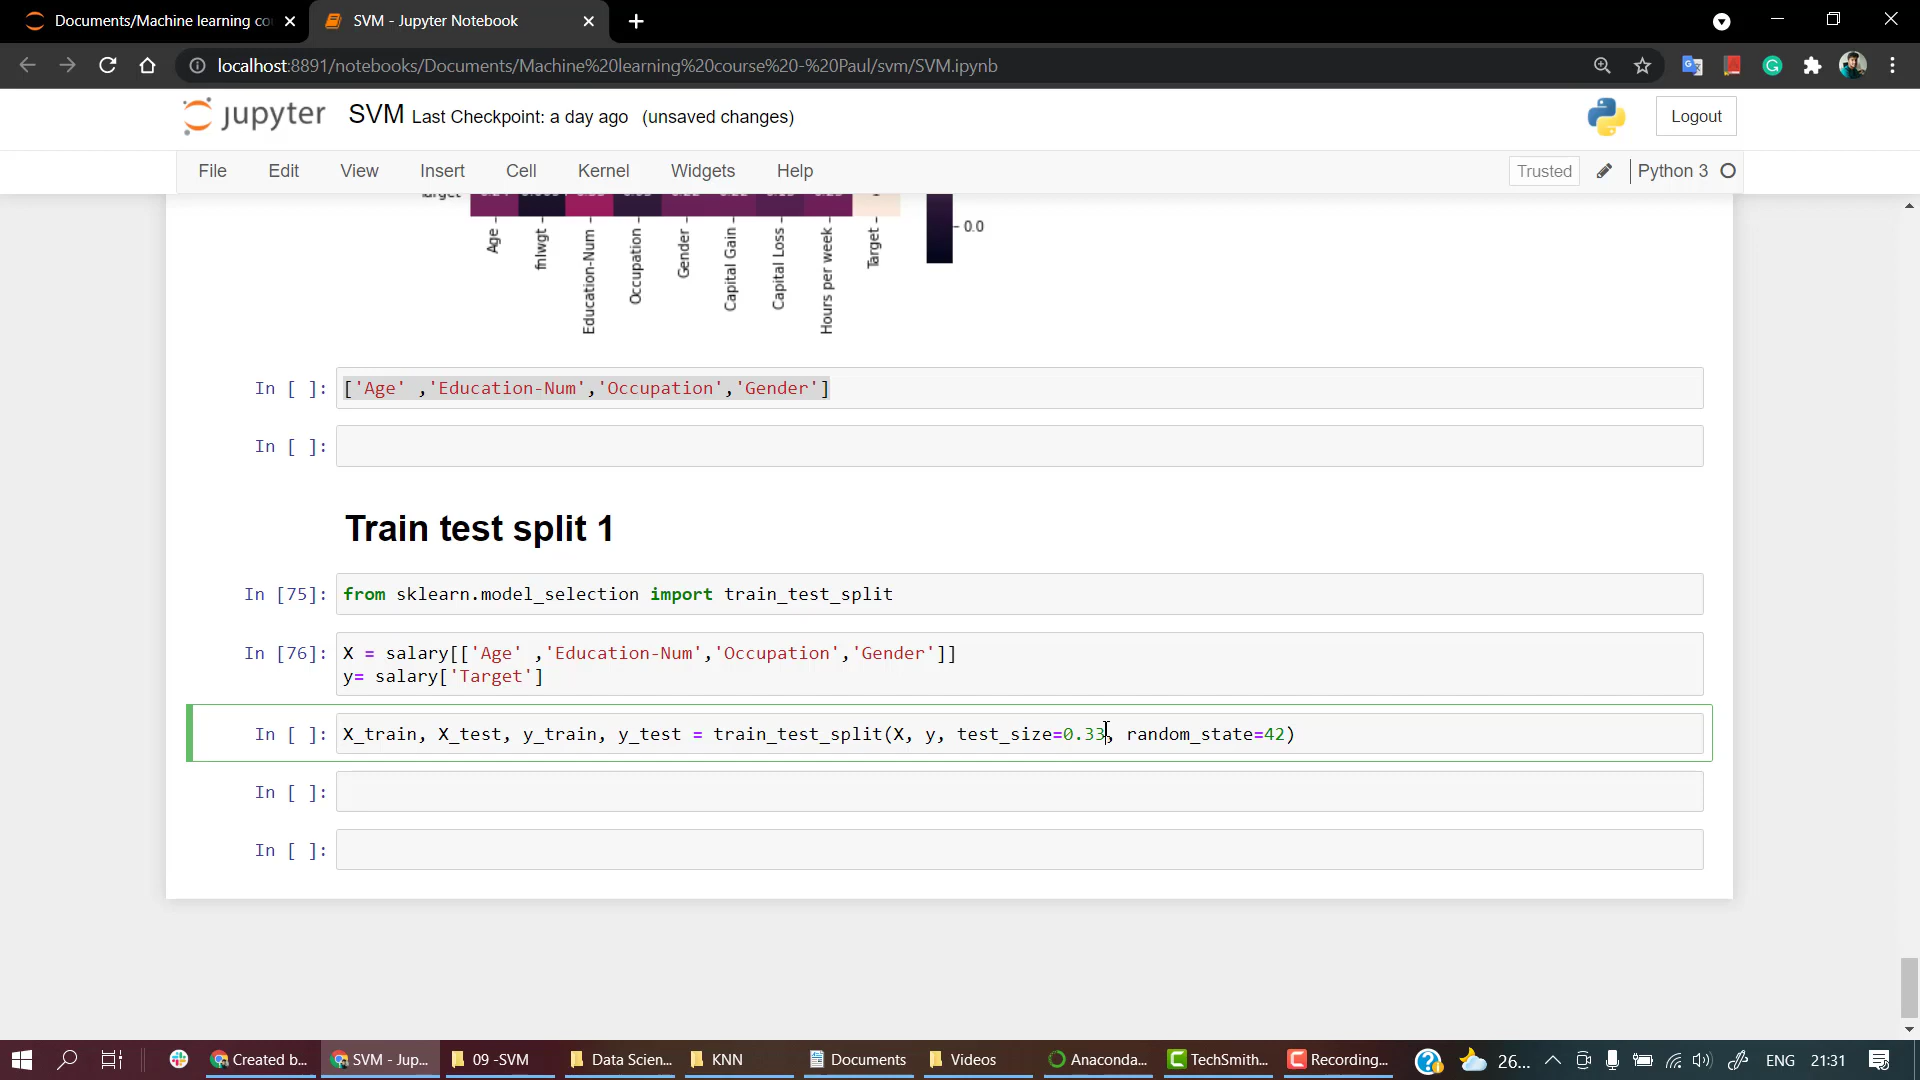 Documents/Machine learning co
SVM - Jupyter Notebook
localhost:8891/notebooks/Documents/Machine%20learning%20course%20-%20Paul/svm/SVM.ipynb
jupyter SVM Last Checkpoint: a day ago (unsaved changes)
Logout
File Edit View Insert Cell Kernel Widgets Help
Trusted Python 3
Target
0.0
Age
fnlwgt
Education-Num
Occupation
Gender
Capital Gain
Capital Loss
Hours per week
Target
In [ ]: ['Age' ,'Education-Num','Occupation','Gender']
In [ ]:
Train test split 1
In [75]: from sklearn.model_selection import train_test_split
In [76]: X = salary[['Age' ,'Education-Num','Occupation','Gender']]
y= salary['Target']
In [ ]: X_train, X_test, y_train, y_test = train_test_split(X, y, test_size=0.33, random_state=42)
In [ ]:
In [ ]:
Created b... SVM - Jup... 09 -SVM Data Scien... KNN Documents Videos Anaconda... TechSmith... Recording... 26... ENG 21:31